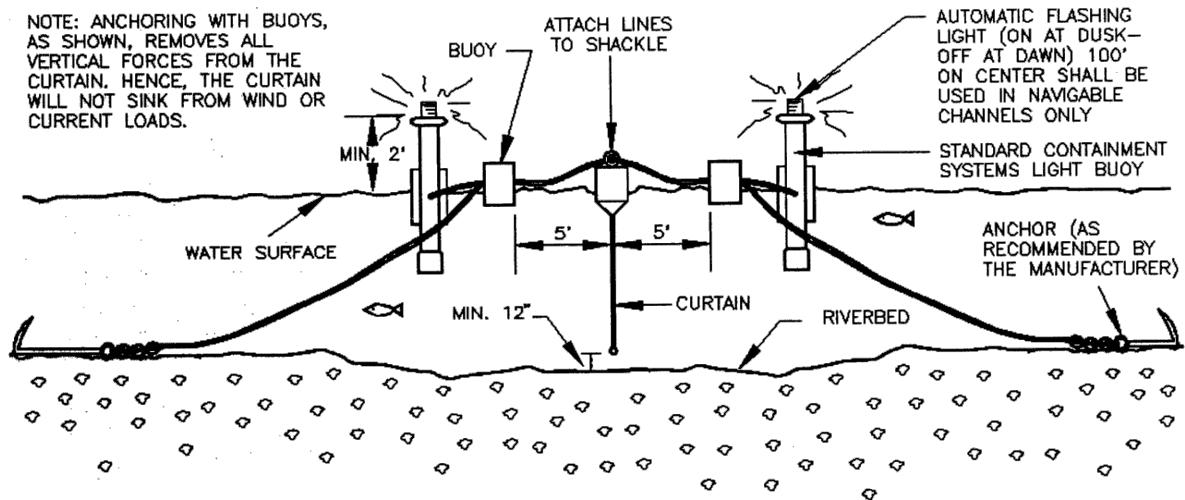 NOTE: ANCHORING WITH BUOYS,
AS SHOWN, REMOVES ALL
VERTICAL FORCES FROM THE
CURTAIN. HENCE, THE CURTAIN
WILL NOT SINK FROM WIND OR
CURRENT LOADS.
BUOY
ATTACH LINES
TO SHACKLE
AUTOMATIC FLASHING
LIGHT (ON AT DUSK-
OFF AT DAWN) 100'
ON CENTER SHALL BE
USED IN NAVIGABLE
CHANNELS ONLY
MIN. 2'
STANDARD CONTAINMENT
SYSTEMS LIGHT BUOY
WATER SURFACE
5'
5'
ANCHOR (AS
RECOMMENDED BY
THE MANUFACTURER)
MIN. 12"
CURTAIN
RIVERBED